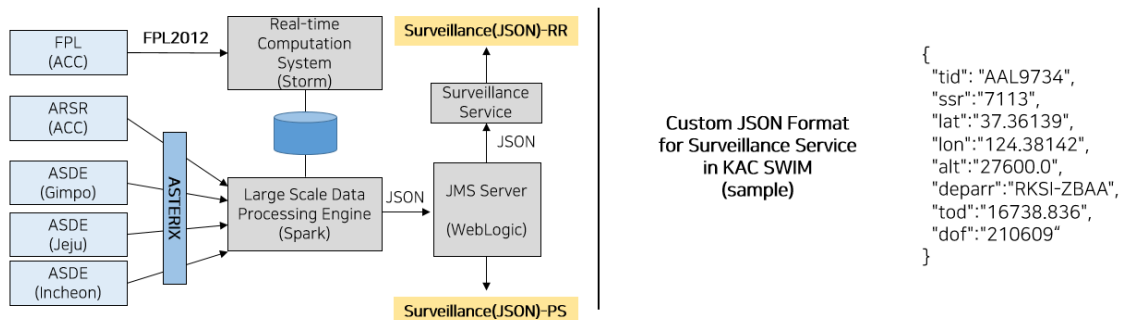 FPL
(ACC)
FPL2012
Real-time
Computation
System
(Storm)
ARSR
(ACC)
ASDE
(Gimpo)
ASDE
(Jeju)
ASDE
(Incheon)
ASTERIX
Large Scale Data
Processing Engine
(Spark)
JSON
JMS Server
(WebLogic)
JSON
Surveillance
Service
Surveillance(JSON)-RR
Surveillance(JSON)-PS
Custom JSON Format
for Surveillance Service
in KAC SWIM
(sample)
{
"tid": "AAL9734",
"ssr":"7113",
"lat":"37.36139",
"lon":"124.38142",
"alt":"27600.0",
"deparr":"RKSI-ZBAA",
"tod":"16738.836",
"dof":"210609“
}